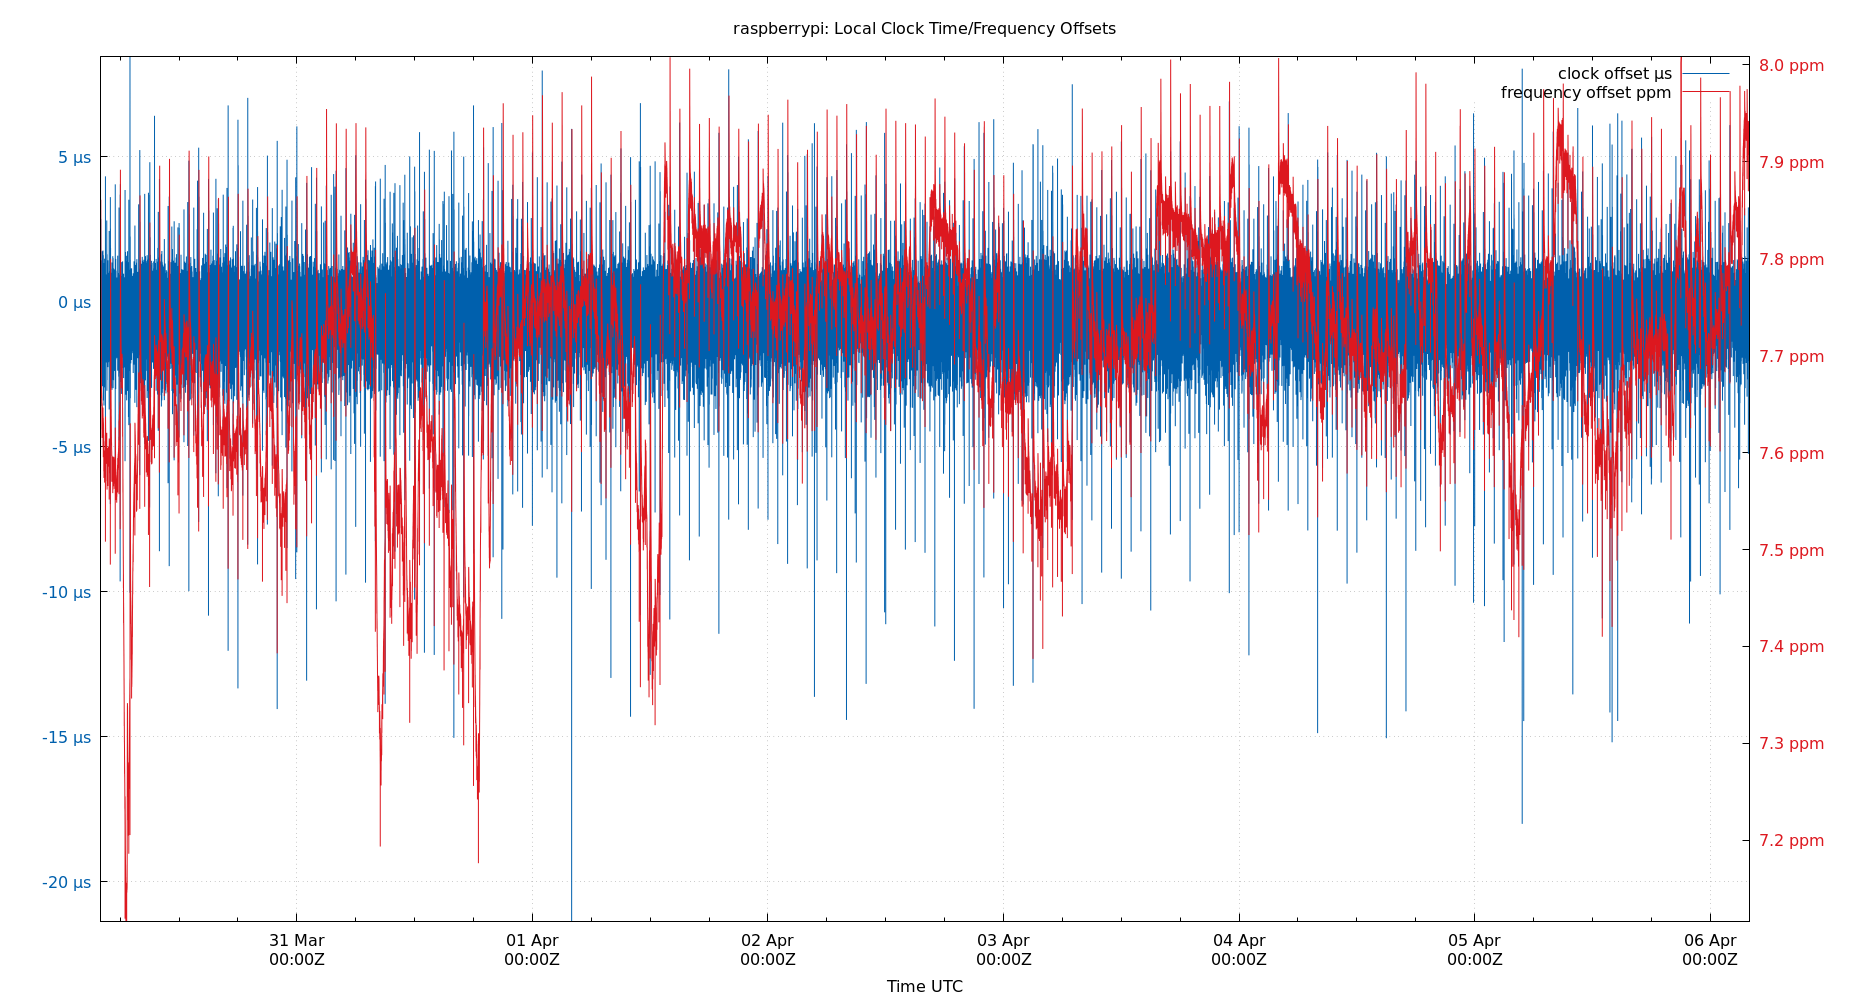 raspberrypi: Local Clock Time/Frequency Offsets
clock offset µs
frequency offset ppm
5 µs
0 µs
-5 µs
-10 µs
-15 µs
-20 µs
8.0 ppm
7.9 ppm
7.8 ppm
7.7 ppm
7.6 ppm
7.5 ppm
7.4 ppm
7.3 ppm
7.2 ppm
31 Mar 01 Apr 02 Apr 03 Apr 04 Apr 05 Apr 06 Apr
00:00Z 00:00Z 00:00Z 00:00Z 00:00Z 00:00Z 00:00Z
Time UTC